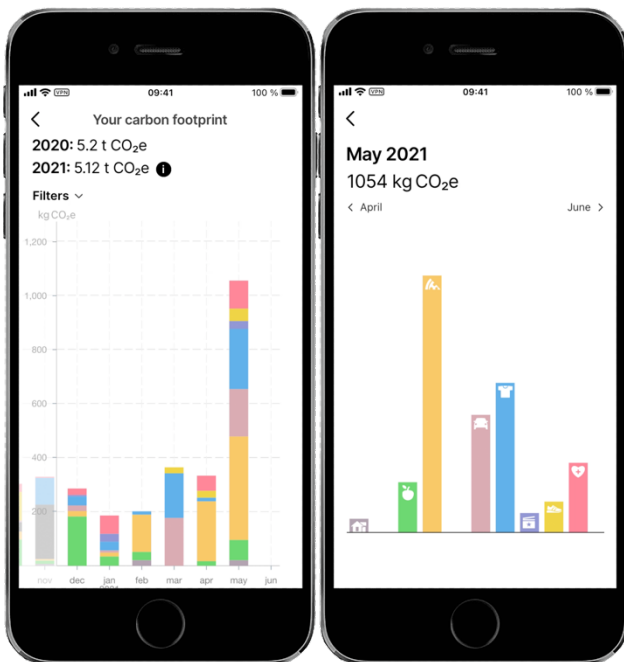 VPN
09:41
100 %
Your carbon footprint
2020: 5.2 t CO₂e
2021: 5.12 t CO₂e
Filters
kg CO₂e
1,200
1,000
800
600
400
200
nov dec jan feb mar apr may jun
VPN
09:41
100 %
May 2021
1054 kg CO₂e
April June